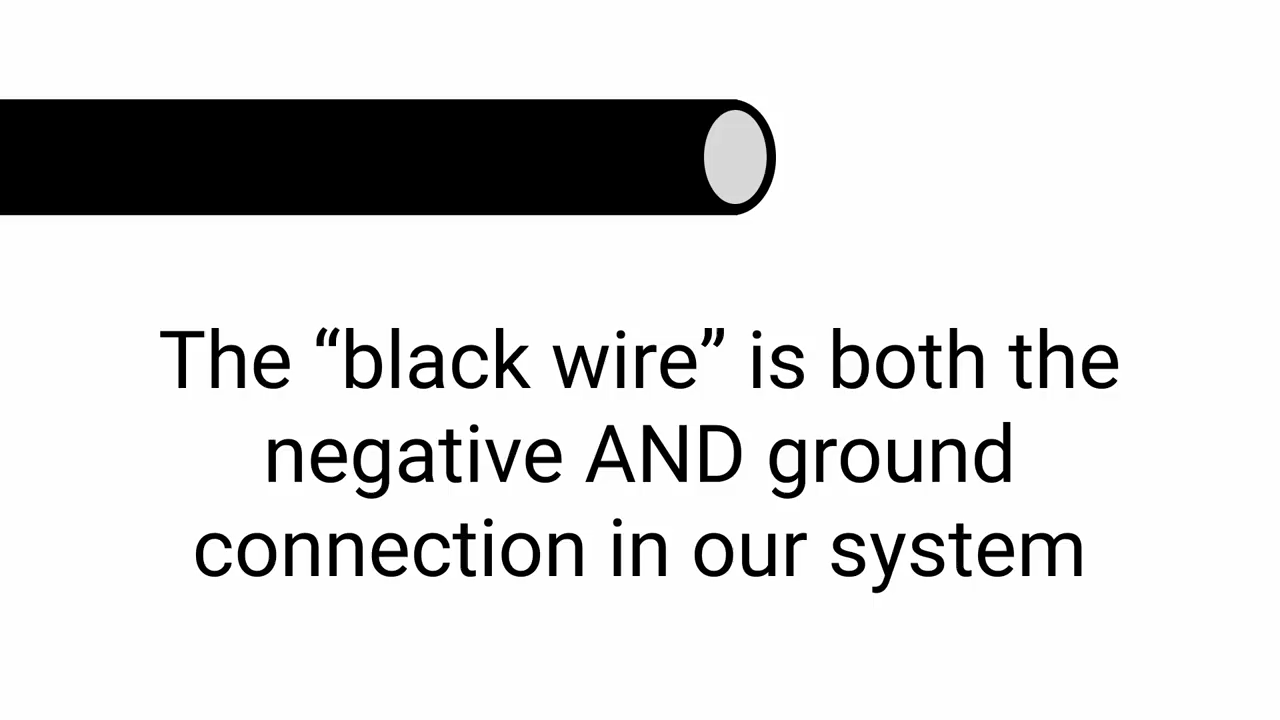 The “black wire” is both the
negative AND ground
connection in our system